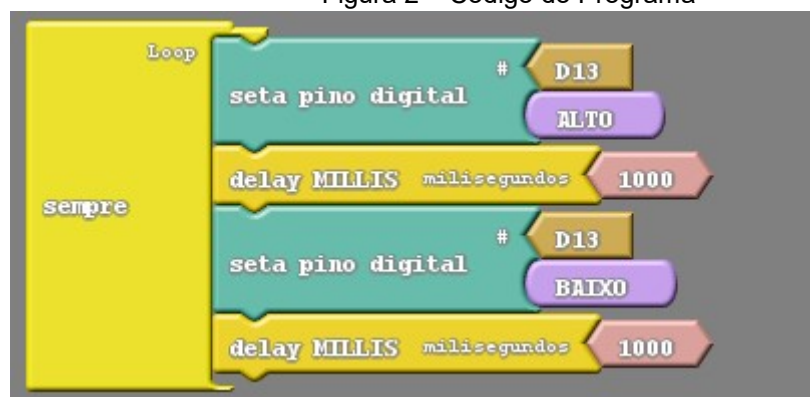 Figura 2 – Código do Programa
Loop
sempre
seta pino digital # D13
ALTO
delay MILLIS milisegundos 1000
seta pino digital # D13
BAIXO
delay MILLIS milisegundos 1000